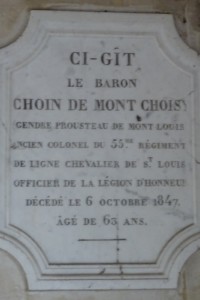 CI-GÎT
LE BARON
CHOIN DE MONT CHOISY
GENDRE PROUSTEAU DE MONT LOUIS
ANCIEN COLONEL DU 55ME RÉGIMENT
DE LIGNE CHEVALIER DE ST. LOUIS
OFFICIER DE LA LÉGION D'HONNEUR
DÉCÉDÉ LE 6 OCTOBRE 1847.
ÂGÉ DE 63 ANS.